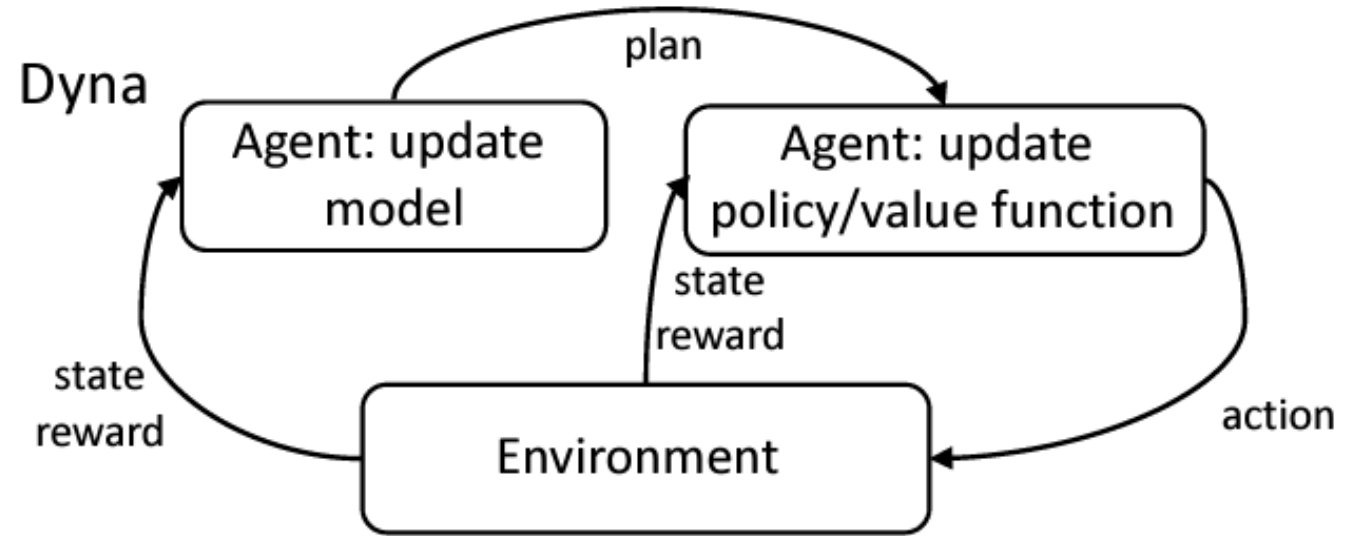 Dyna
plan
Agent: update
model
Agent: update
policy/value function
state
reward
state
reward
Environment
action